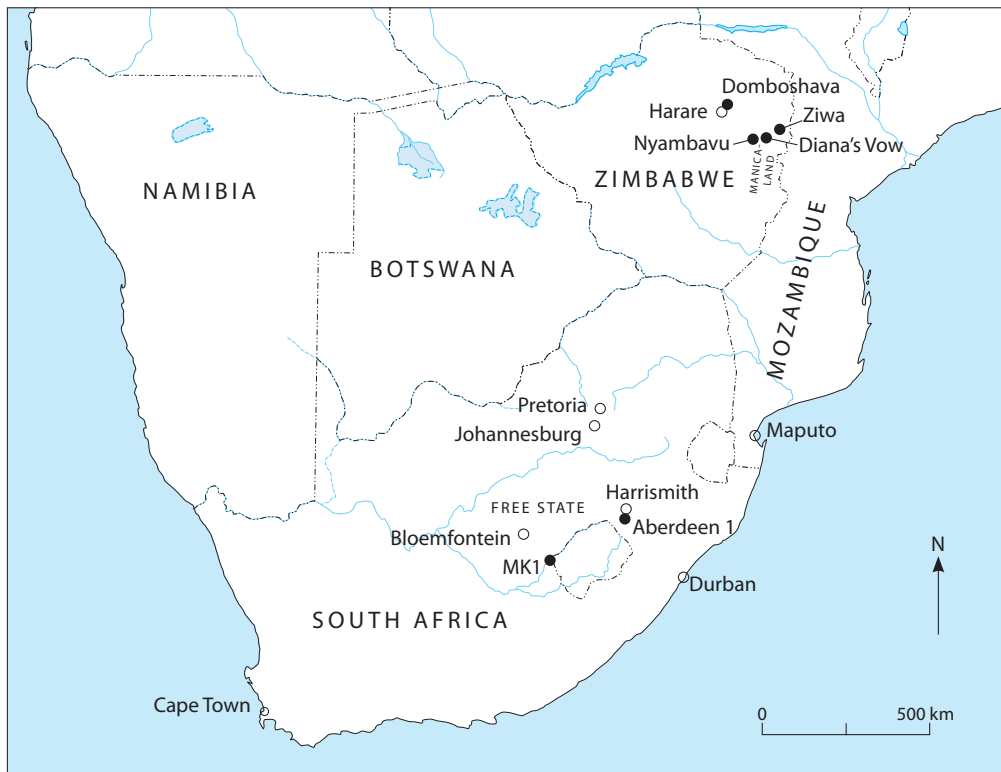 Domboshava
Harare
Ziwa
Nyambavu
Diana's Vow
MANICA
LAND
ZIMBABWE
NAMIBIA
MOZAMBIQUE
BOTSWANA
Pretoria
Johannesburg
Maputo
Harrismith
FREE STATE
Aberdeen 1
Bloemfontein
MK1
N
Durban
SOUTH AFRICA
Cape Town
0
500 km